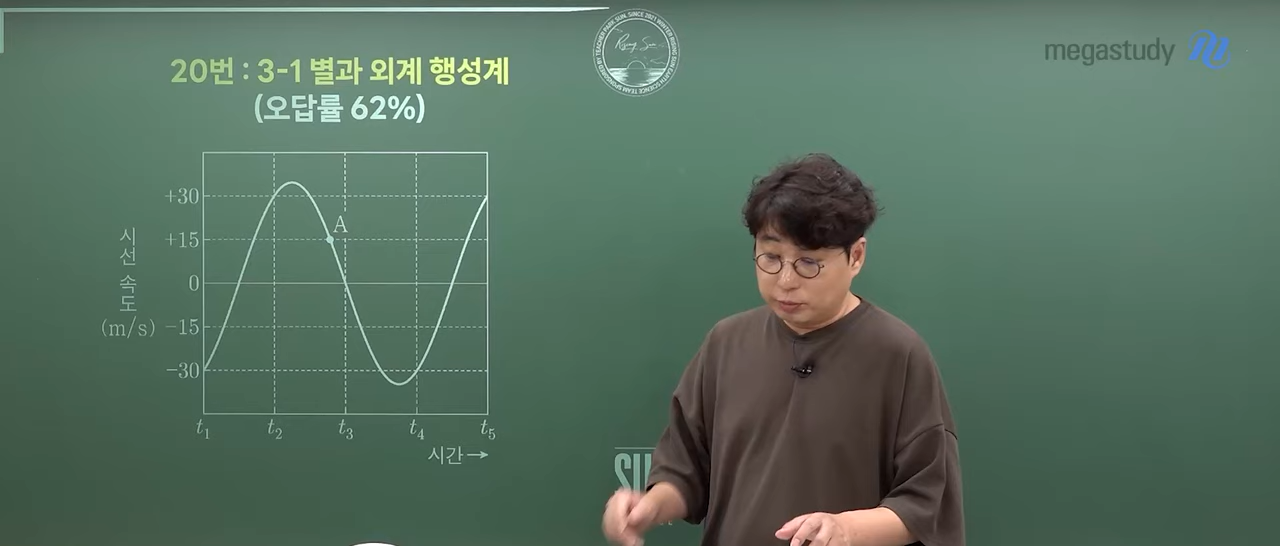 megastudy
20번 : 3-1 별과 외계 행성계
(오답률 62%)
시선 속도
(m/s)
+30
+15
0
−15
−30
A
t₁ t₂ t₃ t₄ t₅
시간→